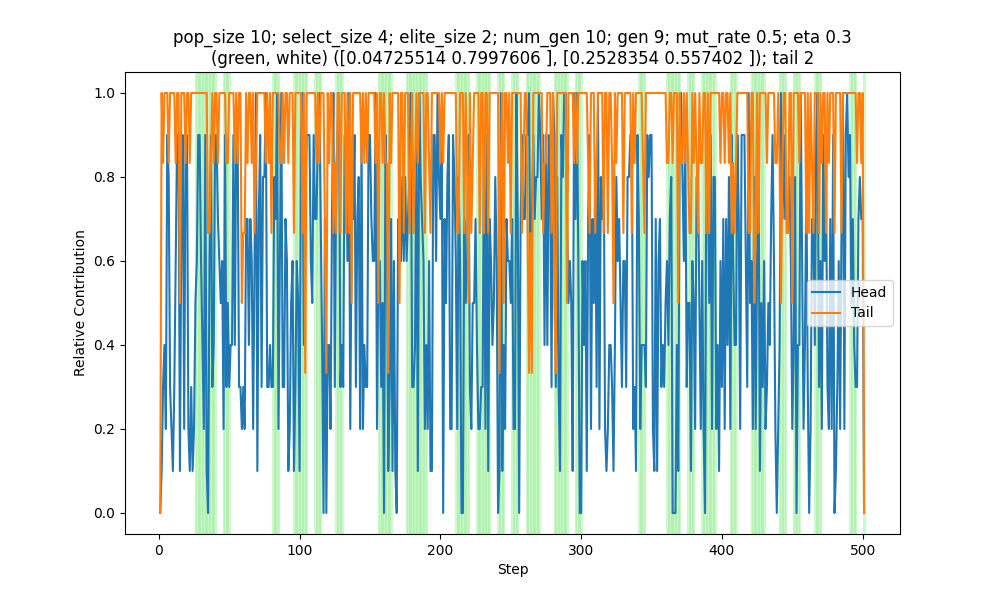 pop_size 10; select_size 4; elite_size 2; num_gen 10; gen 9; mut_rate 0.5; eta 0.3
(green, white) ([0.04725514 0.7997606 ], [0.2528354 0.557402 ]); tail 2
1.0
0.8
0.6
0.4
0.2
0.0
Relative Contribution
Head
Tail
0 100 200 300 400 500
Step